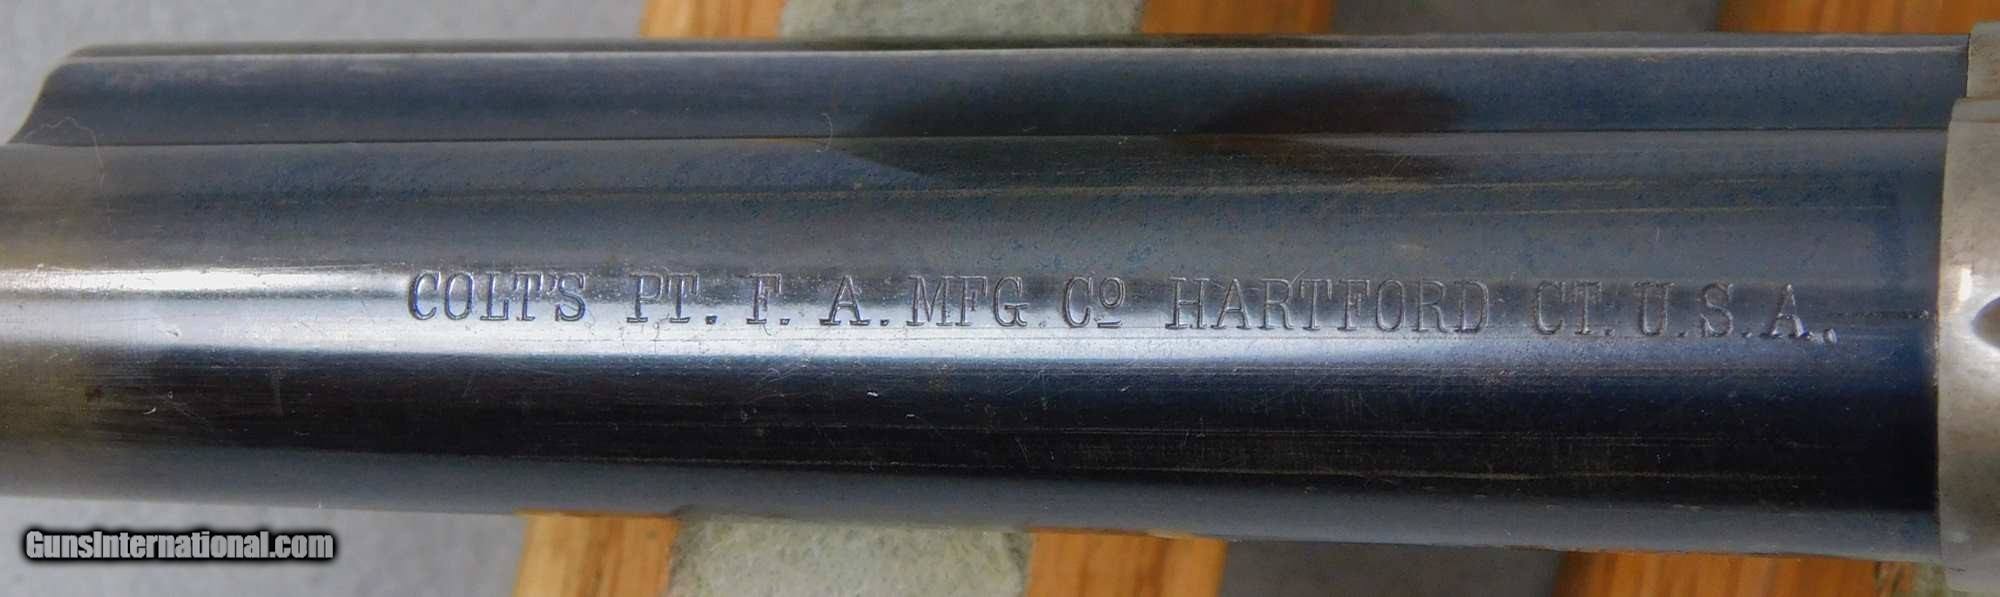 COLT'S PT. F. A. MFG. Co HARTFORD CT. U.S.A.
GunsInternational.com